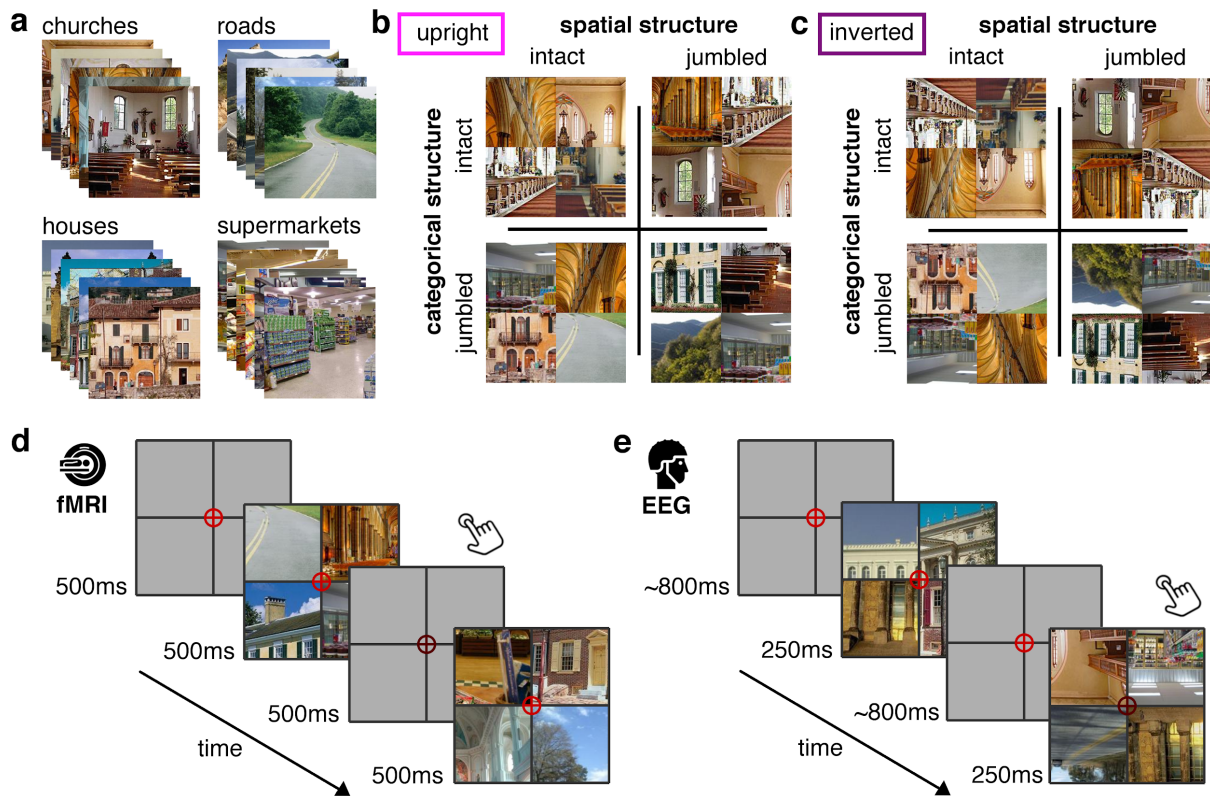 a
churches
roads
houses
supermarkets
b
upright
spatial structure
intact
jumbled
categorical structure
intact
jumbled
c
inverted
spatial structure
intact
jumbled
categorical structure
intact
jumbled
d
fMRI
500ms
500ms
500ms
500ms
time
e
EEG
~800ms
250ms
~800ms
250ms
time